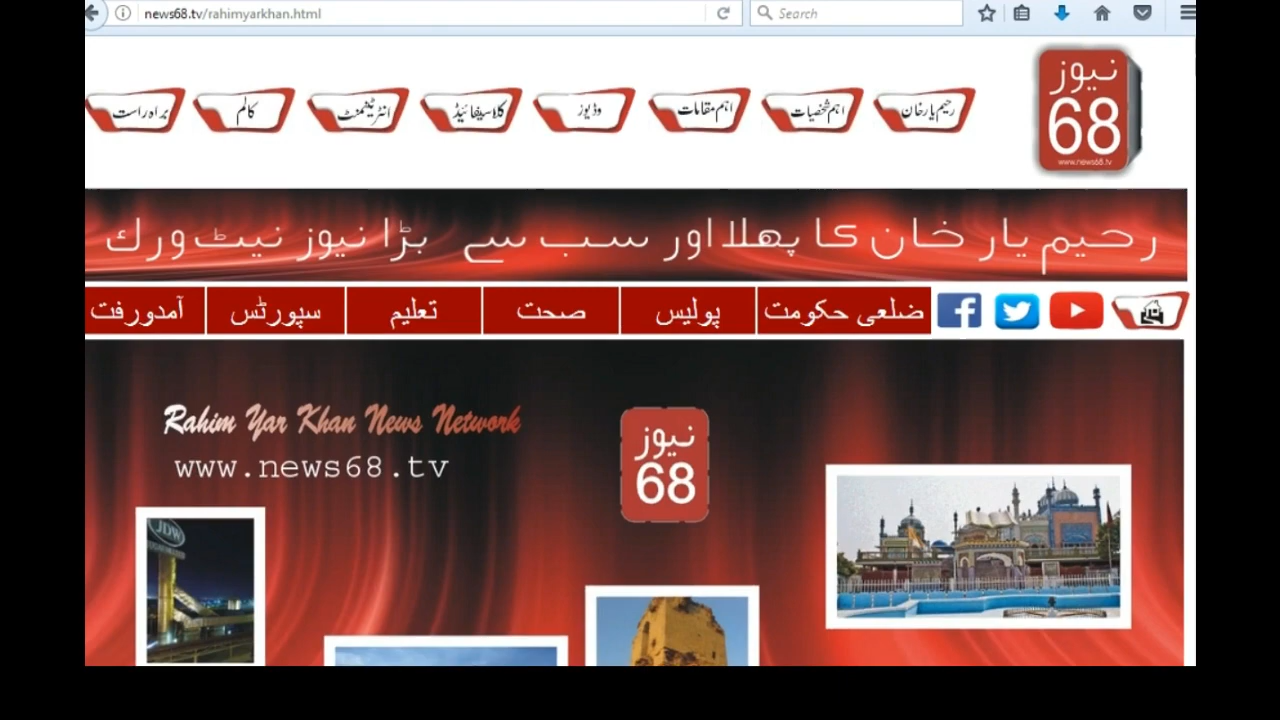 news68.tv/rahimyarkhan.html
Search
نیوز
68
www.news68.tv
رحیم یار خان
اہم شخصیات
اہم مقامات
وڈیوز
کلاسیفائیڈ
انٹرٹینمنٹ
کالم
براہ راست
رحیم یار خان کا پھلا اور سب سے بڑا نیوز نیٹ ورک
ضلعی حکومت
پولیس
صحت
تعلیم
سپورٹس
آمدورفت
Rahim Yar Khan News Network
www.news68.tv
نیوز
68
JDW